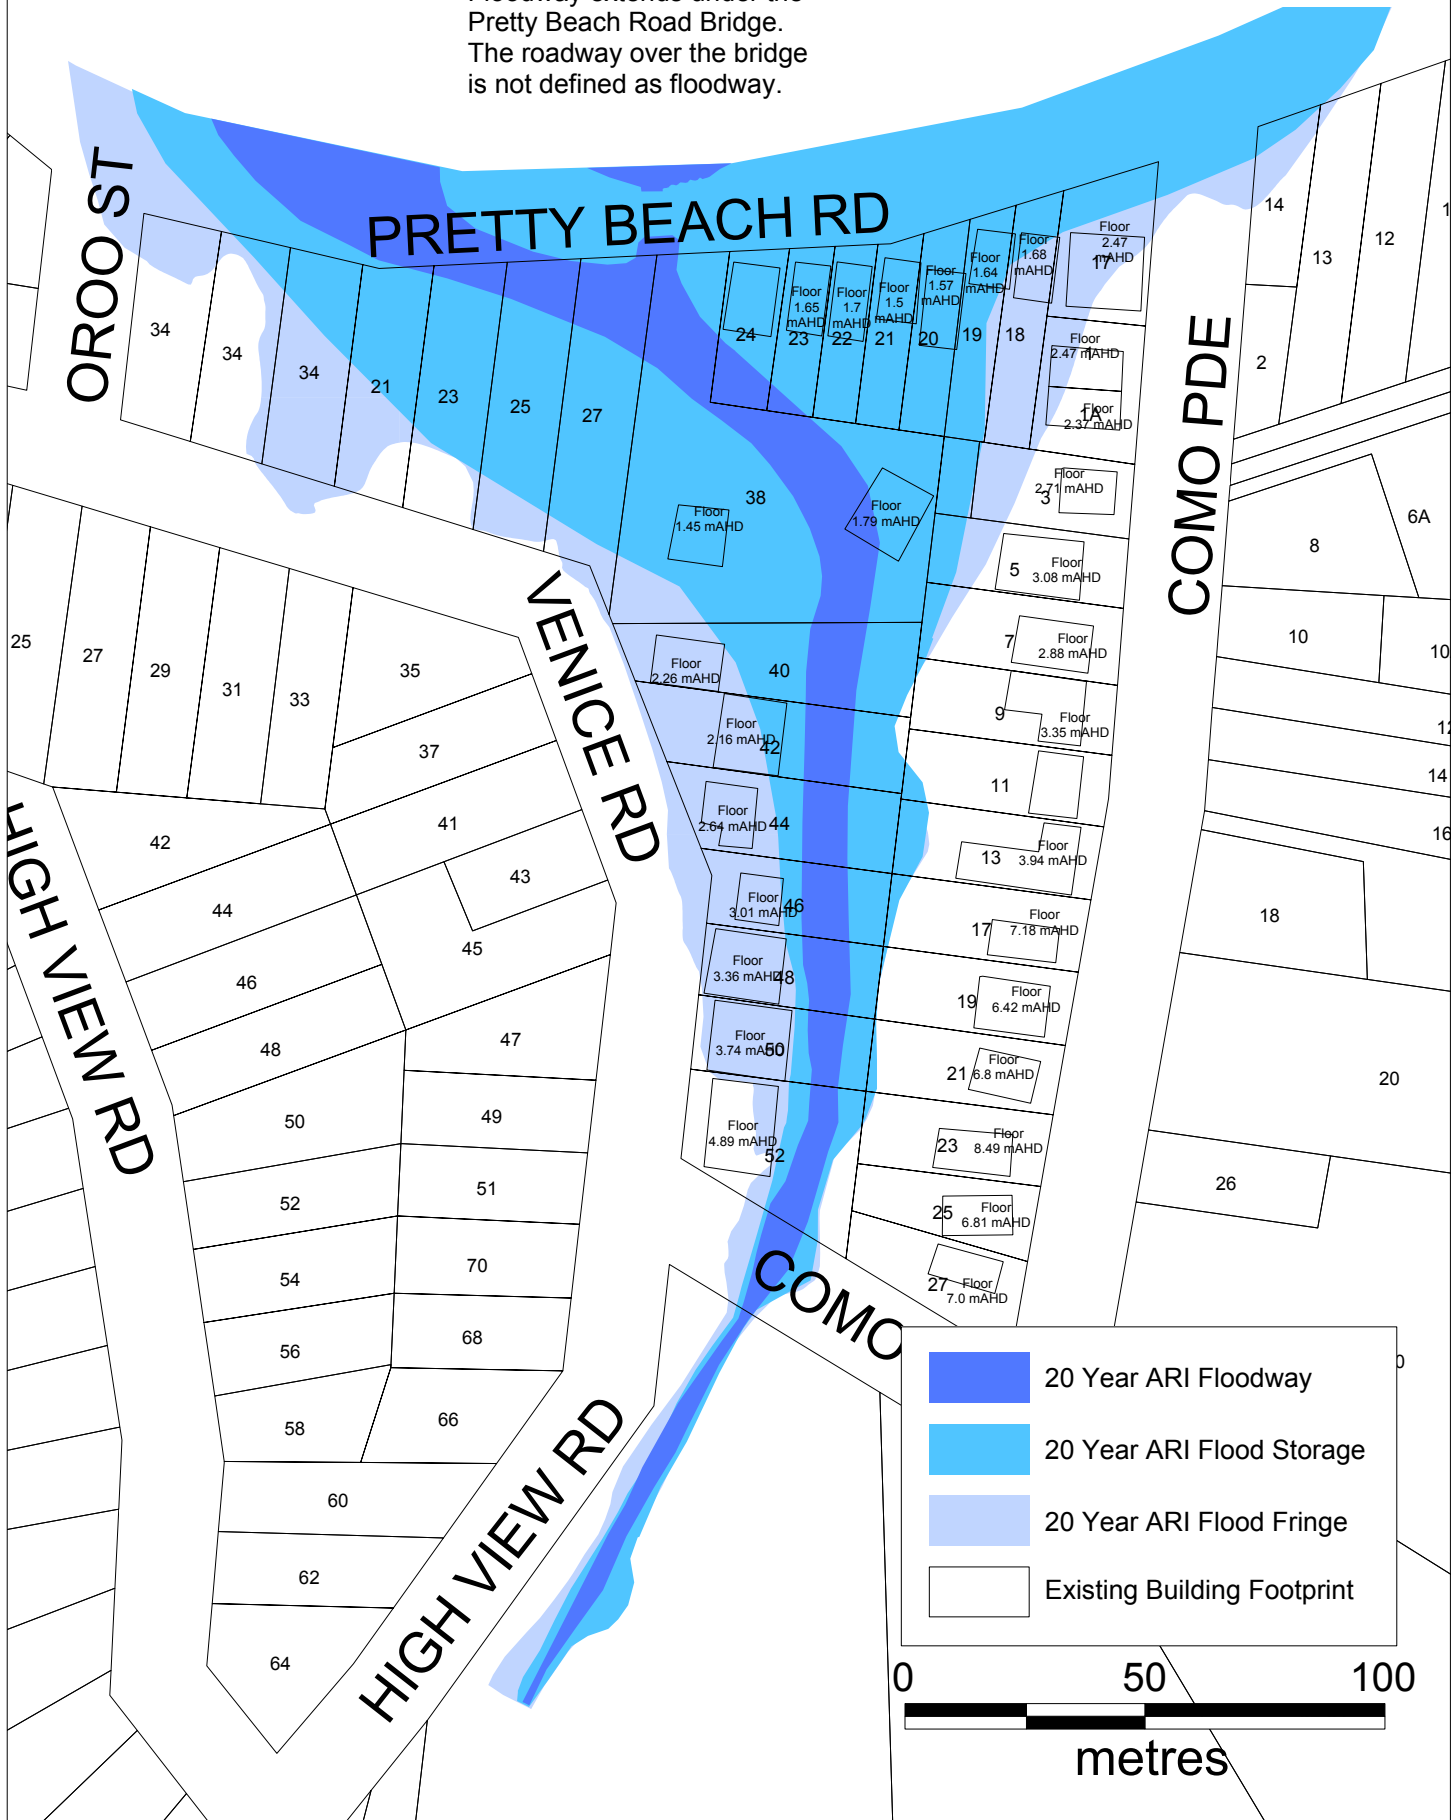 Floodway extends under the
Pretty Beach Road Bridge.
The roadway over the bridge
is not defined as floodway.
OROO ST
PRETTY BEACH RD
COMO PDE
VENICE RD
HIGH VIEW RD
HIGH VIEW RD
COMO
34
34
34
21
23
25
27
24
23
Floor
1.65
mAHD
22
Floor
1.7
mAHD
21
Floor
1.5
mAHD
20
Floor
1.57
mAHD
19
Floor
1.64
mAHD
18
Floor
1.68
mAHD
17
Floor
2.47
mAHD
1
Floor
2.47 mAHD
1A
Floor
2.37 mAHD
3
Floor
2.71 mAHD
5
Floor
3.08 mAHD
7
Floor
2.88 mAHD
9
Floor
3.35 mAHD
11
13
Floor
3.94 mAHD
17
Floor
7.18 mAHD
19
Floor
6.42 mAHD
21
Floor
6.8 mAHD
23
Floor
8.49 mAHD
25
Floor
6.81 mAHD
27
Floor
7.0 mAHD
38
Floor
1.45 mAHD
Floor
1.79 mAHD
40
Floor
2.26 mAHD
42
Floor
2.16 mAHD
44
Floor
2.64 mAHD
46
Floor
3.01 mAHD
48
Floor
3.36 mAHD
50
Floor
3.74 mAHD
52
Floor
4.89 mAHD
14
13
12
2
8
6A
10
10
12
14
16
18
20
26
25
27
29
31
33
35
37
41
43
45
47
49
51
70
68
66
42
44
46
48
50
52
54
56
58
60
62
64
20 Year ARI Floodway
20 Year ARI Flood Storage
20 Year ARI Flood Fringe
Existing Building Footprint
0 50 100
metres